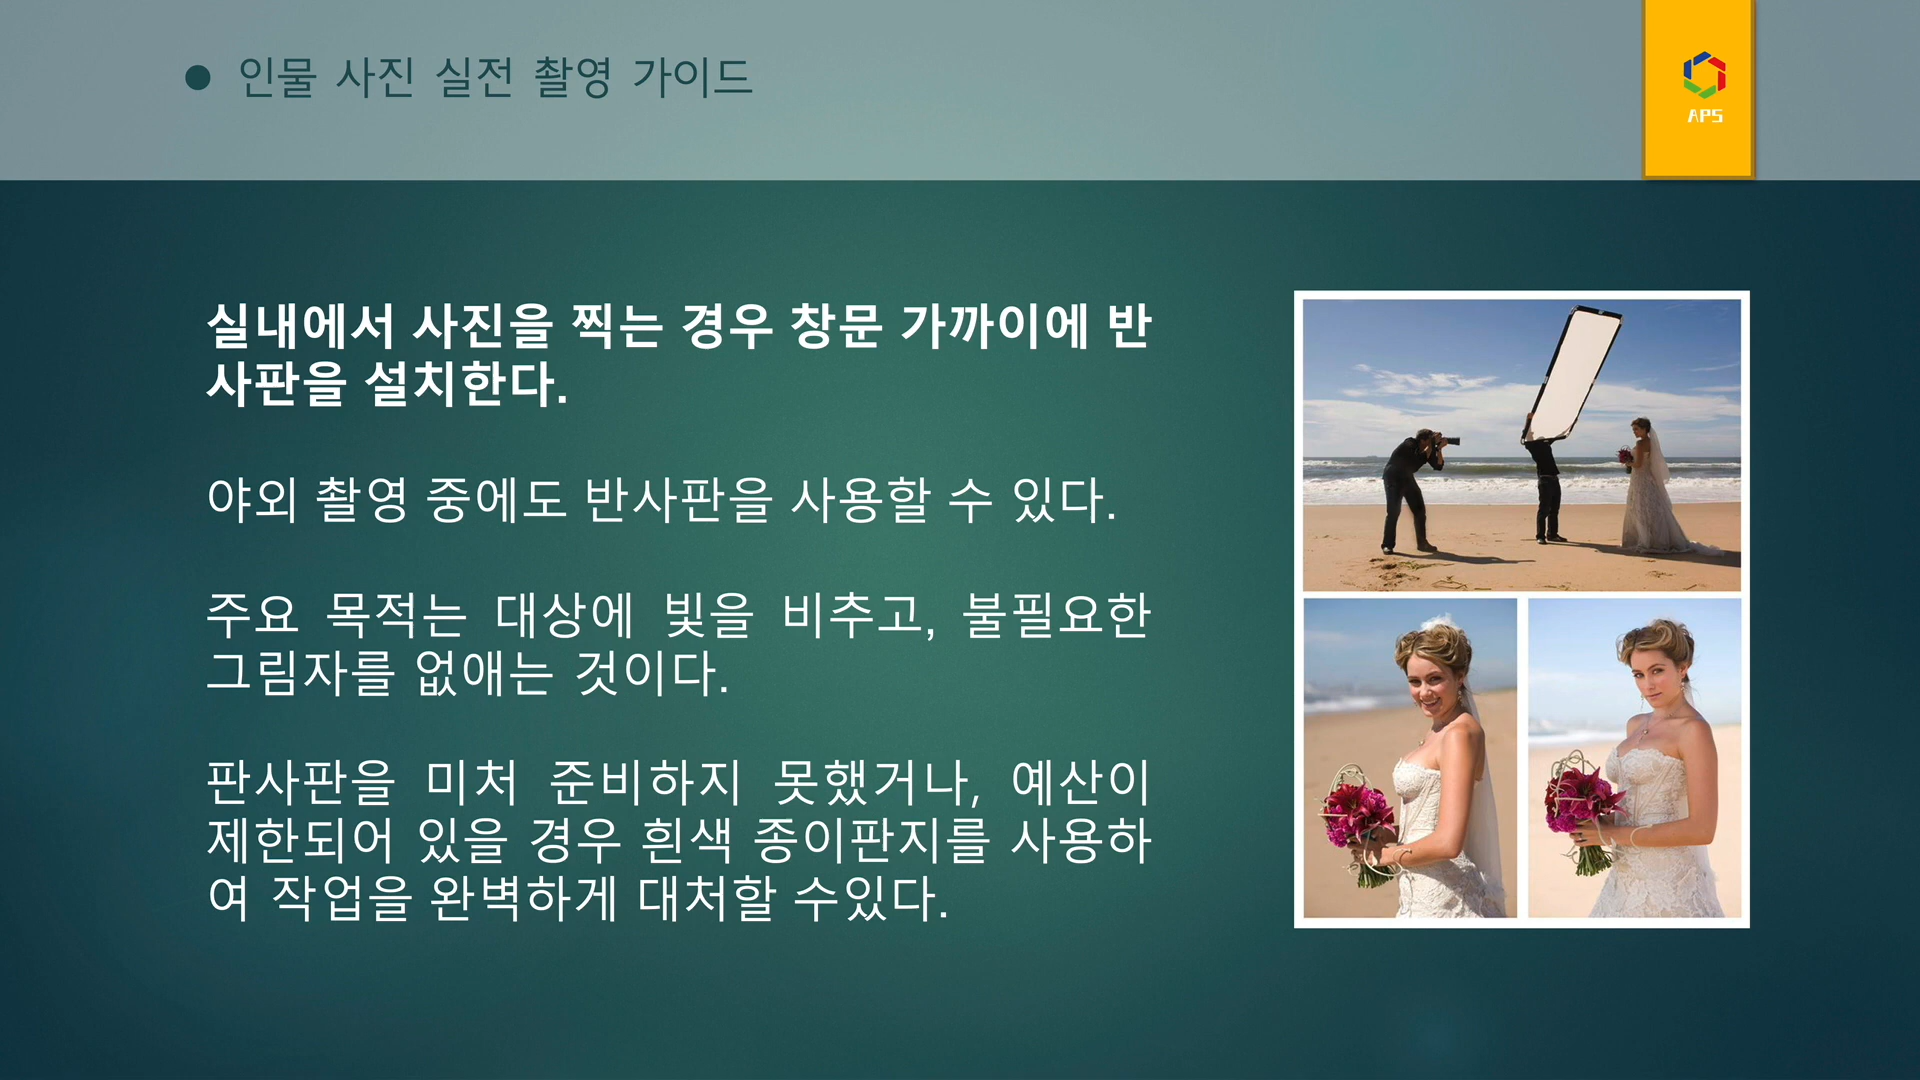 ● 인물 사진 실전 촬영 가이드
APS
실내에서 사진을 찍는 경우 창문 가까이에 반
사판을 설치한다.
야외 촬영 중에도 반사판을 사용할 수 있다.
주요 목적는 대상에 빛을 비추고, 불필요한
그림자를 없애는 것이다.
판사판을 미처 준비하지 못했거나, 예산이
제한되어 있을 경우 흰색 종이판지를 사용하
여 작업을 완벽하게 대처할 수있다.